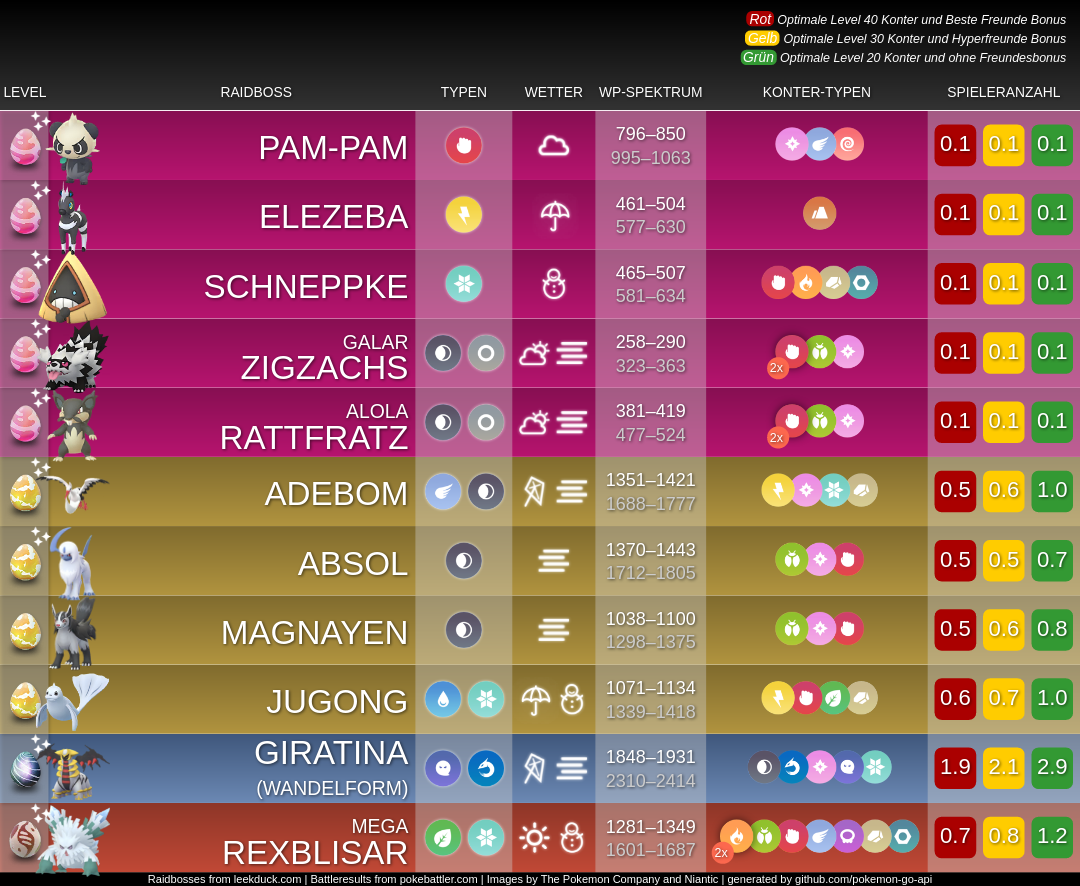 Rot Optimale Level 40 Konter und Beste Freunde Bonus
Gelb Optimale Level 30 Konter und Hyperfreunde Bonus
Grün Optimale Level 20 Konter und ohne Freundesbonus
LEVEL RAIDBOSS TYPEN WETTER WP-SPEKTRUM KONTER-TYPEN SPIELERANZAHL
PAM-PAM 796–850 0.1 0.1 0.1
995–1063
ELEZEBA 461–504 0.1 0.1 0.1
577–630
SCHNEPPKE 465–507 0.1 0.1 0.1
581–634
GALAR
ZIGZACHS 258–290 0.1 0.1 0.1
323–363
2x
ALOLA
RATTFRATZ 381–419 0.1 0.1 0.1
477–524
2x
ADEBOM 1351–1421 0.5 0.6 1.0
1688–1777
ABSOL 1370–1443 0.5 0.5 0.7
1712–1805
MAGNAYEN 1038–1100 0.5 0.6 0.8
1298–1375
JUGONG 1071–1134 0.6 0.7 1.0
1339–1418
GIRATINA 1848–1931 1.9 2.1 2.9
(WANDELFORM) 2310–2414
MEGA
REXBLISAR 1281–1349 0.7 0.8 1.2
1601–1687
2x
Raidbosses from leekduck.com | Battleresults from pokebattler.com | Images by The Pokemon Company and Niantic | generated by github.com/pokemon-go-api